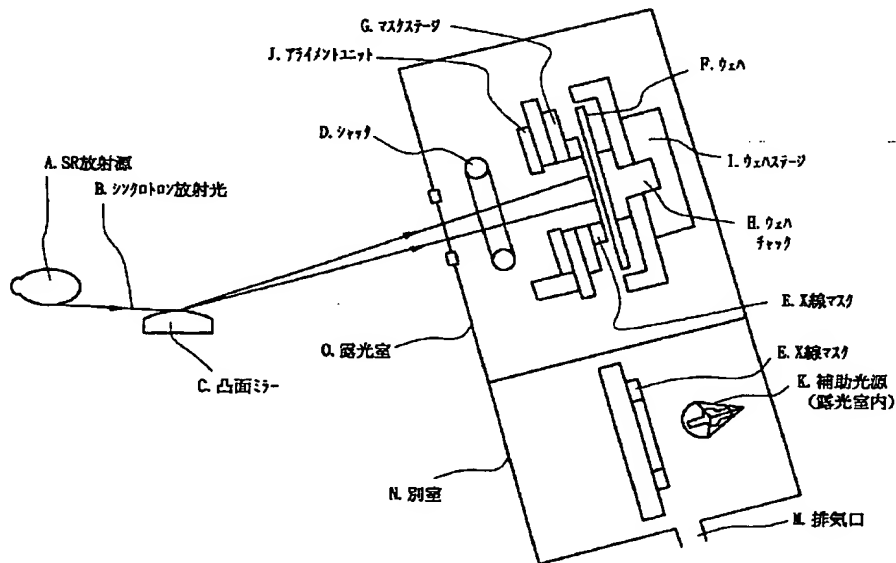 G. マスクステージ
J. アライメントユニット
F. ウェハ
D. シャッタ
A. SR放射源
I. ウェハステージ
B. シンクロトロン放射光
H. ウェハ
チャック
E. X線マスク
O. 露光室
C. 凸面ミラー
E. X線マスク
K. 補助光源
(露光室内)
N. 別室
M. 排気口